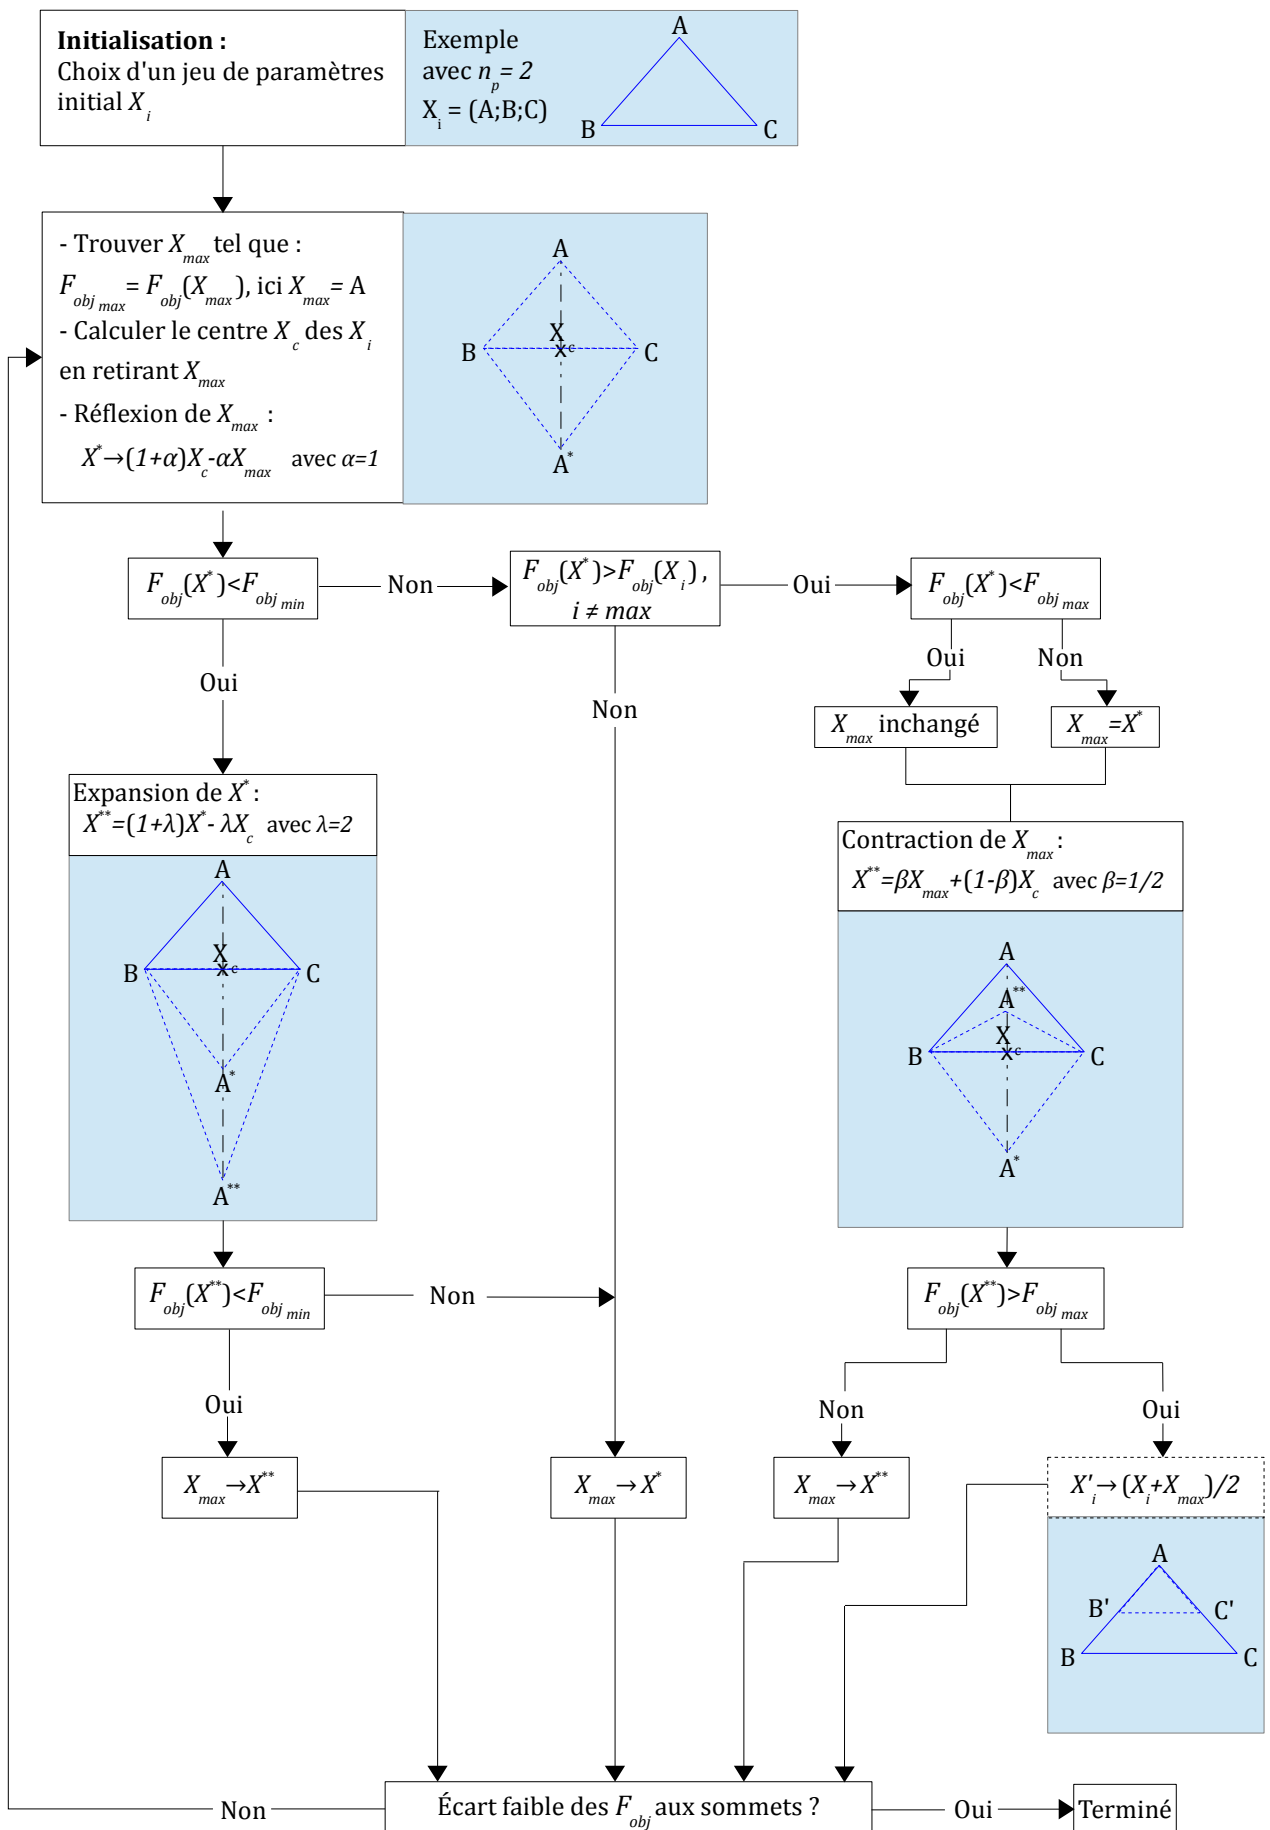 Initialisation :
Choix d'un jeu de paramètres
initial X_i
Exemple
avec n_p= 2
X_i = (A;B;C)
A
B
C
- Trouver X_max tel que :
F_obj max= F_obj(X_max), ici X_max= A
- Calculer le centre X_c des X_i
en retirant X_max
- Réflexion de X_max :
X*→(1+α)X_c-αX_max avec α=1
A
X_c
x
B
C
A*
F_obj(X*)<F_obj min
Non
F_obj(X*)>F_obj(X_i) ,
i ≠ max
Oui
F_obj(X*)<F_obj max
Oui
Non
Oui
Non
X_max inchangé
X_max=X*
Expansion de X* :
X**=(1+λ)X*- λX_c avec λ=2
A
X_c
x
B
C
A*
A**
Contraction de X_max :
X**=βX_max+(1-β)X_c avec β=1/2
A
A**
X_c
x
B
C
A*
F_obj(X**)<F_obj min
Non
F_obj(X**)>F_obj max
Oui
Non
Oui
X_max→X**
X_max→X*
X_max→X**
X'_i→(X_i+X_max)/2
A
B'
C'
B
C
Non
Écart faible des F_obj aux sommets ?
Oui
Terminé